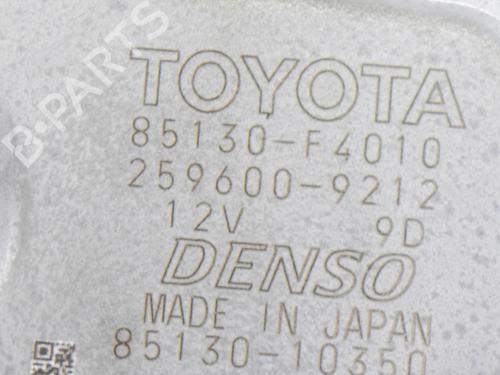 B-PARTS
TOYOTA
85130-F4010
259600-9212
12V 9D
DENSO
MADE IN JAPAN
85130-10350